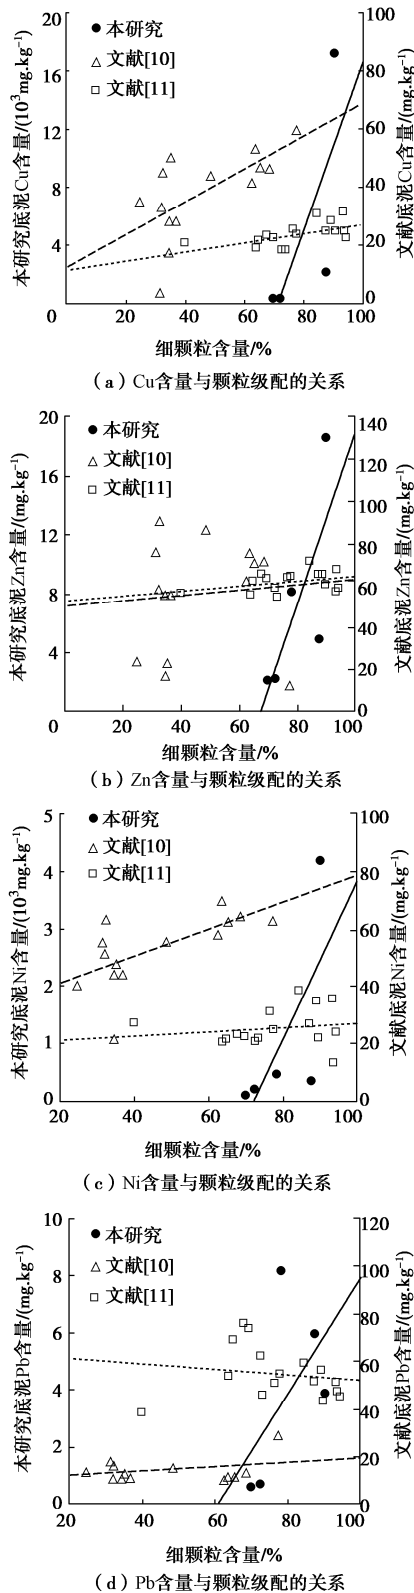 20
100
本研究
文献[10]
文献[11]
16
80
12
60
8
40
4
20
0
0
20
40
60
80
100
本研究底泥Cu含量/(10³mg.kg⁻¹)
文献底泥Cu含量/(mg.kg⁻¹)
细颗粒含量/%
(a) Cu含量与颗粒级配的关系
20
140
本研究
文献[10]
文献[11]
16
120
100
12
80
8
60
40
4
20
0
0
20
40
60
80
100
本研究底泥Zn含量/(mg.kg⁻¹)
文献底泥Zn含量/(mg.kg⁻¹)
细颗粒含量/%
(b) Zn含量与颗粒级配的关系
5
100
本研究
文献[10]
文献[11]
4
80
3
60
2
40
1
20
0
0
20
40
60
80
100
本研究底泥Ni含量/(10³mg.kg⁻¹)
文献底泥Ni含量/(mg.kg⁻¹)
细颗粒含量/%
(c) Ni含量与颗粒级配的关系
10
120
本研究
文献[10]
文献[11]
8
100
80
6
60
4
40
2
20
0
0
20
40
60
80
100
本研究底泥Pb含量/(mg.kg⁻¹)
文献底泥Pb含量/(mg.kg⁻¹)
细颗粒含量/%
(d) Pb含量与颗粒级配的关系